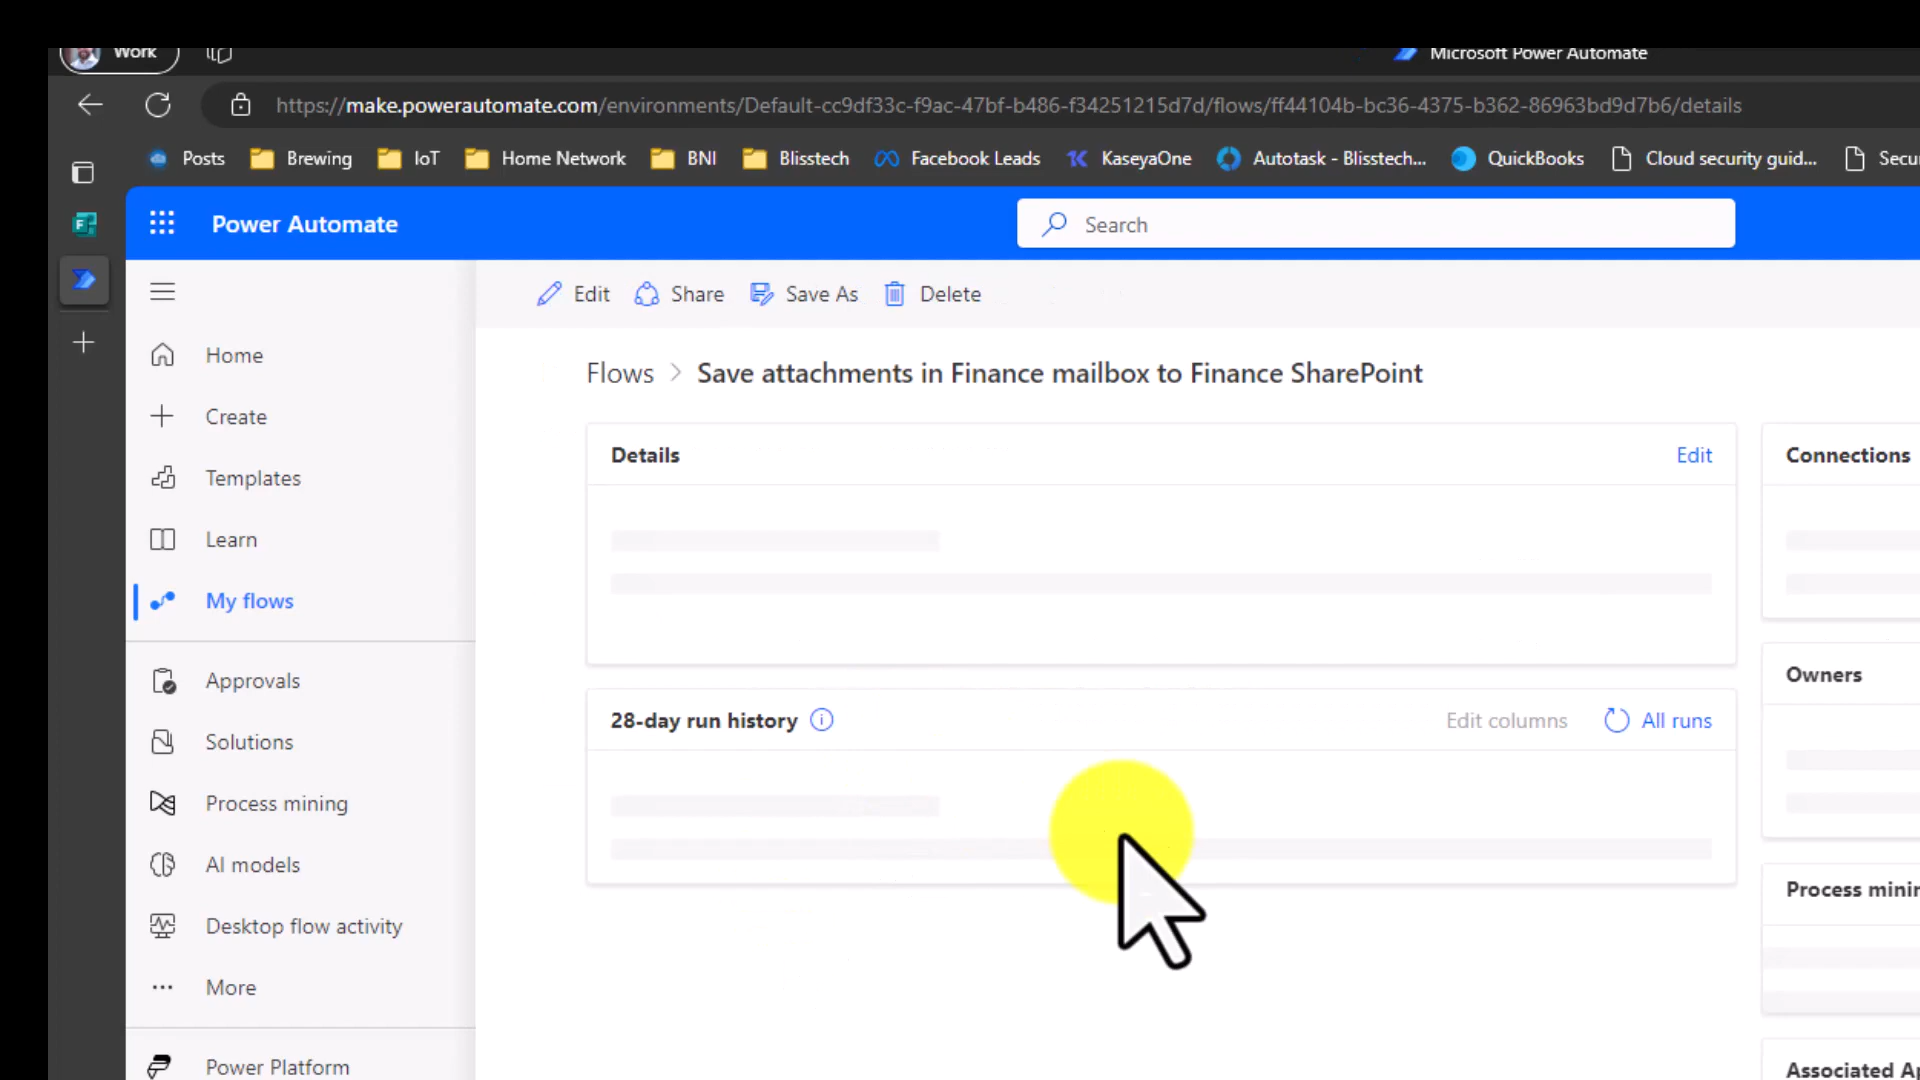 Work
Microsoft Power Automate
https://make.powerautomate.com/environments/Default-cc9df33c-f9ac-47bf-b486-f34251215d7d/flows/ff44104b-bc36-4375-b362-86963bd9d7b6/details
Posts Brewing IoT Home Network BNI Blisstech Facebook Leads KaseyaOne Autotask - Blisstech... QuickBooks Cloud security guid... Secu
Power Automate
Search
Edit Share Save As Delete
Home
Create
Templates
Learn
My flows
Approvals
Solutions
Process mining
AI models
Desktop flow activity
More
Power Platform
Flows > Save attachments in Finance mailbox to Finance SharePoint
Details Edit
28-day run history Edit columns All runs
Connections
Owners
Process minin
Associated Ap